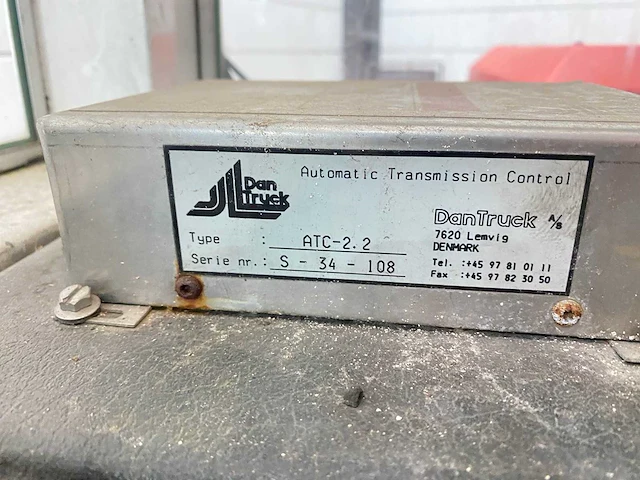 Dan
Truck
Automatic Transmission Control
Type : ATC-2.2
Serie nr.: S - 34 - 108
DanTruck A/S
7620 Lemvig
DENMARK
Tel. :+45 97 81 01 11
Fax :+45 97 82 30 50